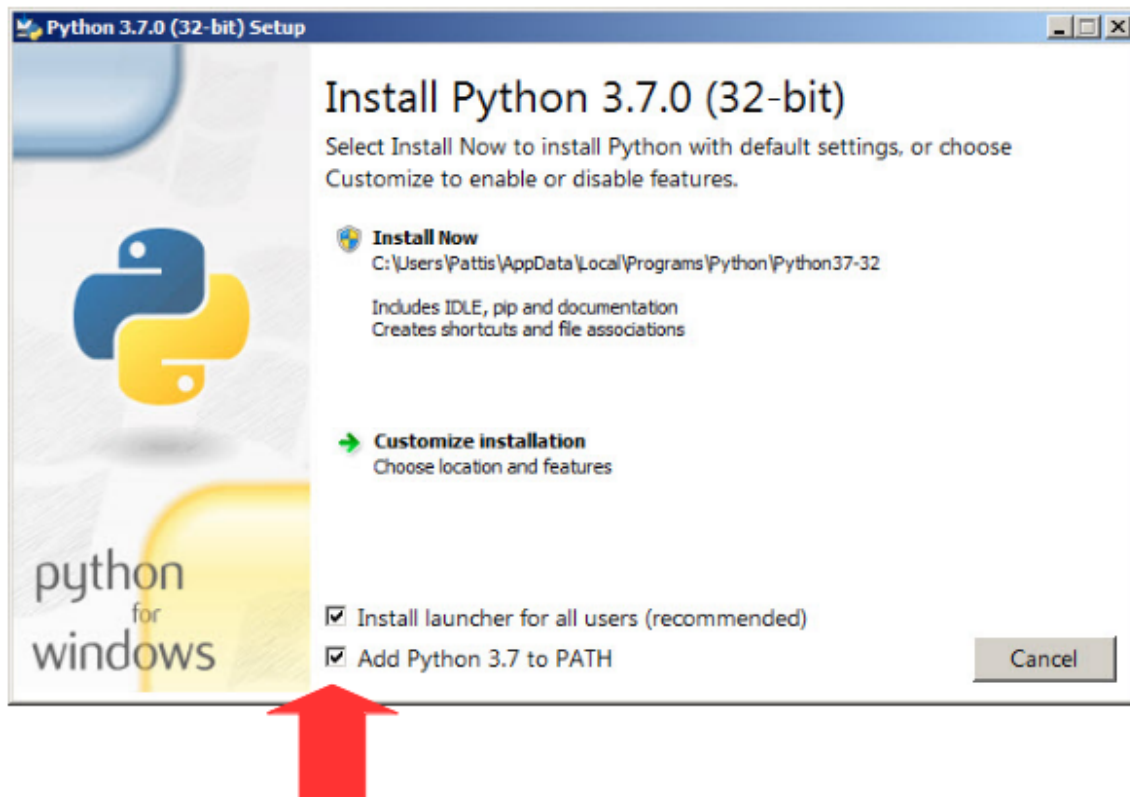 Python 3.7.0 (32-bit) Setup
Install Python 3.7.0 (32-bit)
Select Install Now to install Python with default settings, or choose
Customize to enable or disable features.
Install Now
C:\Users\Pattis\AppData\Local\Programs\Python\Python37-32
Includes IDLE, pip and documentation
Creates shortcuts and file associations
Customize installation
Choose location and features
python
for
windows
Install launcher for all users (recommended)
Add Python 3.7 to PATH
Cancel